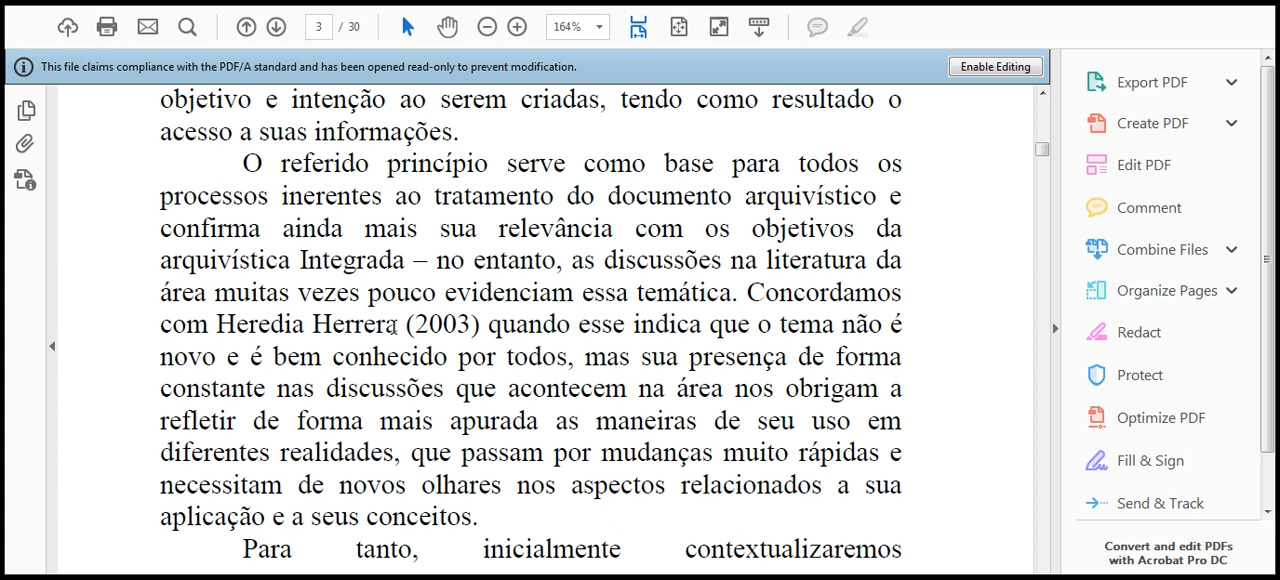 3 / 30
164%
This file claims compliance with the PDF/A standard and has been opened read-only to prevent modification.
Enable Editing
objetivo e intenção ao serem criadas, tendo como resultado o
acesso a suas informações.
O referido princípio serve como base para todos os
processos inerentes ao tratamento do documento arquivístico e
confirma ainda mais sua relevância com os objetivos da
arquivística Integrada – no entanto, as discussões na literatura da
área muitas vezes pouco evidenciam essa temática. Concordamos
com Heredia Herrera (2003) quando esse indica que o tema não é
novo e é bem conhecido por todos, mas sua presença de forma
constante nas discussões que acontecem na área nos obrigam a
refletir de forma mais apurada as maneiras de seu uso em
diferentes realidades, que passam por mudanças muito rápidas e
necessitam de novos olhares nos aspectos relacionados a sua
aplicação e a seus conceitos.
Para tanto, inicialmente contextualizaremos
Export PDF
Create PDF
Edit PDF
Comment
Combine Files
Organize Pages
Redact
Protect
Optimize PDF
Fill & Sign
Send & Track
Convert and edit PDFs
with Acrobat Pro DC